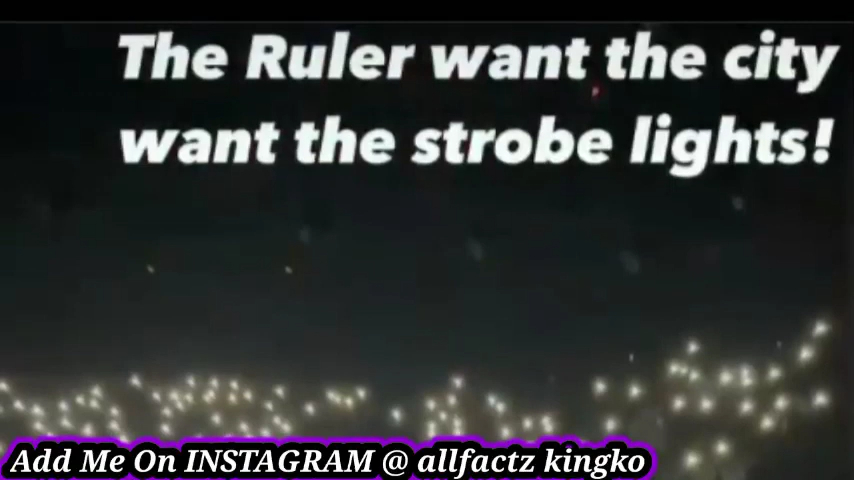 The Ruler want the city
want the strobe lights!
Add Me On INSTAGRAM @ allfactz kingko